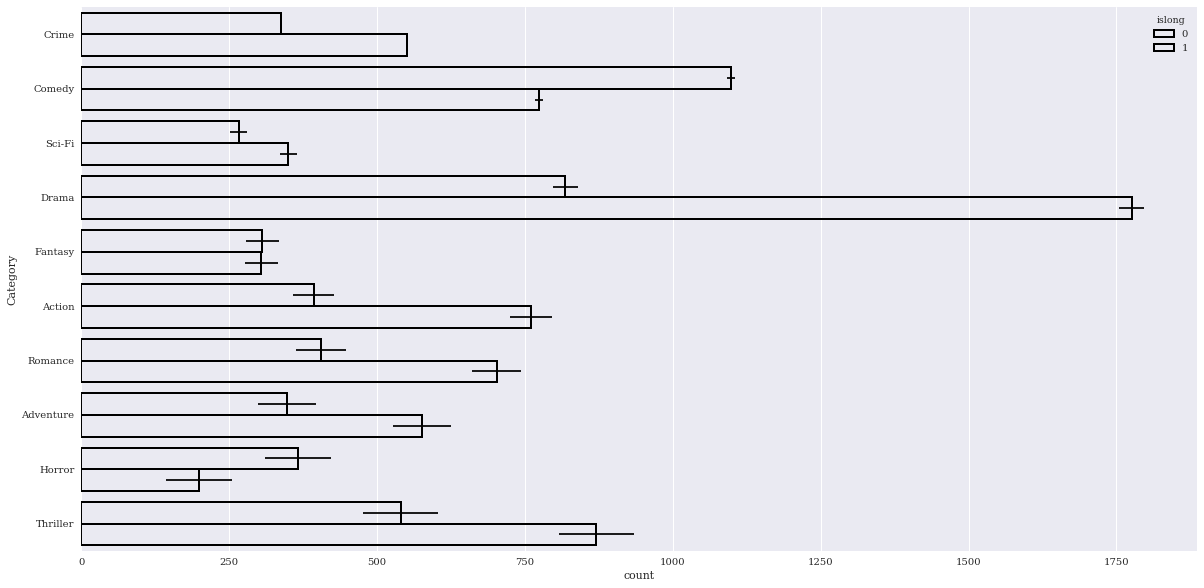 islong
0
1
Crime
Comedy
Sci-Fi
Drama
Fantasy
Action
Romance
Adventure
Horror
Thriller
Category
0 250 500 750 1000 1250 1500 1750
count